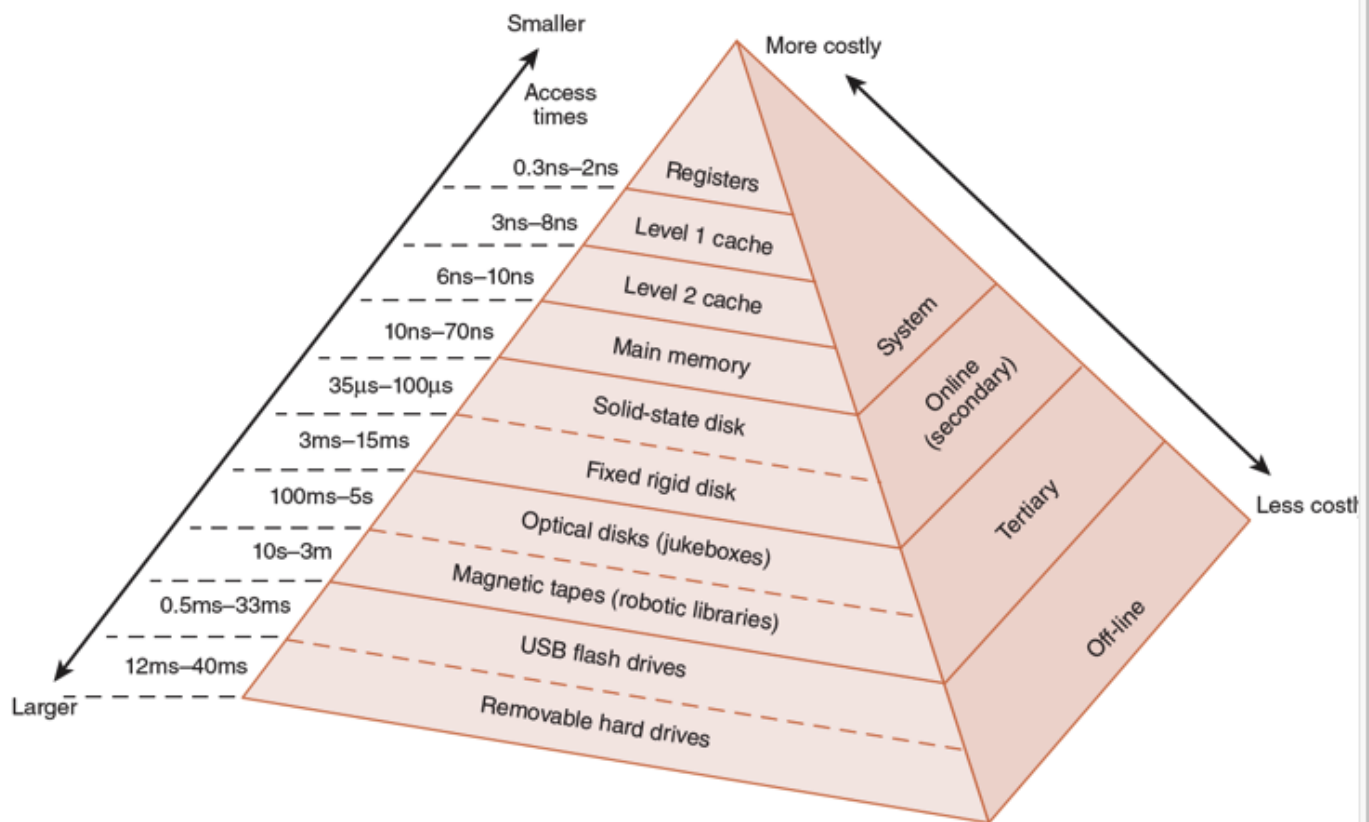 Smaller
More costly
Access
times
0.3ns–2ns
Registers
3ns–8ns
Level 1 cache
6ns–10ns
Level 2 cache
10ns–70ns
Main memory
System
35µs–100µs
Solid-state disk
Online
(secondary)
3ms–15ms
Fixed rigid disk
100ms–5s
Optical disks (jukeboxes)
Tertiary
Less costl
10s–3m
Magnetic tapes (robotic libraries)
0.5ms–33ms
USB flash drives
Off-line
12ms–40ms
Removable hard drives
Larger